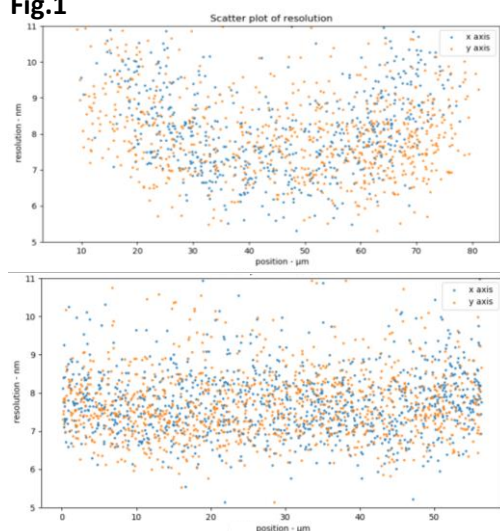 Fig.1
Scatter plot of resolution
11
10
9
8
7
6
5
resolution - nm
x axis
y axis
10 20 30 40 50 60 70 80
position - μm
11
10
9
8
7
6
5
resolution - nm
x axis
y axis
0 10 20 30 40 50
position - μm